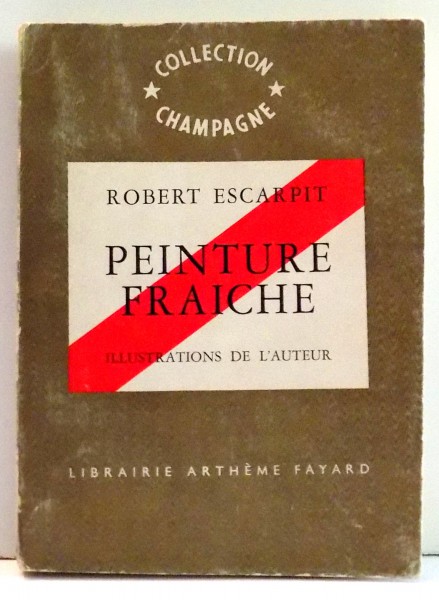 COLLECTION
CHAMPAGNE
ROBERT ESCARPIT
PEINTURE
FRAICHE
ILLUSTRATIONS DE L'AUTEUR
LIBRAIRIE ARTHÈME FAYARD